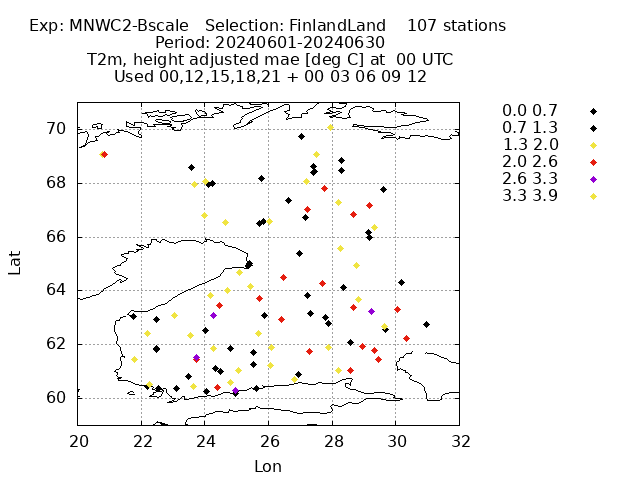 Exp: MNWC2-Bscale   Selection: FinlandLand    107 stations
Period: 20240601-20240630
T2m, height adjusted mae [deg C] at  00 UTC
Used 00,12,15,18,21 + 00 03 06 09 12
0.0 0.7
0.7 1.3
1.3 2.0
2.0 2.6
2.6 3.3
3.3 3.9
70
68
66
64
62
60
Lat
20 22 24 26 28 30 32
Lon